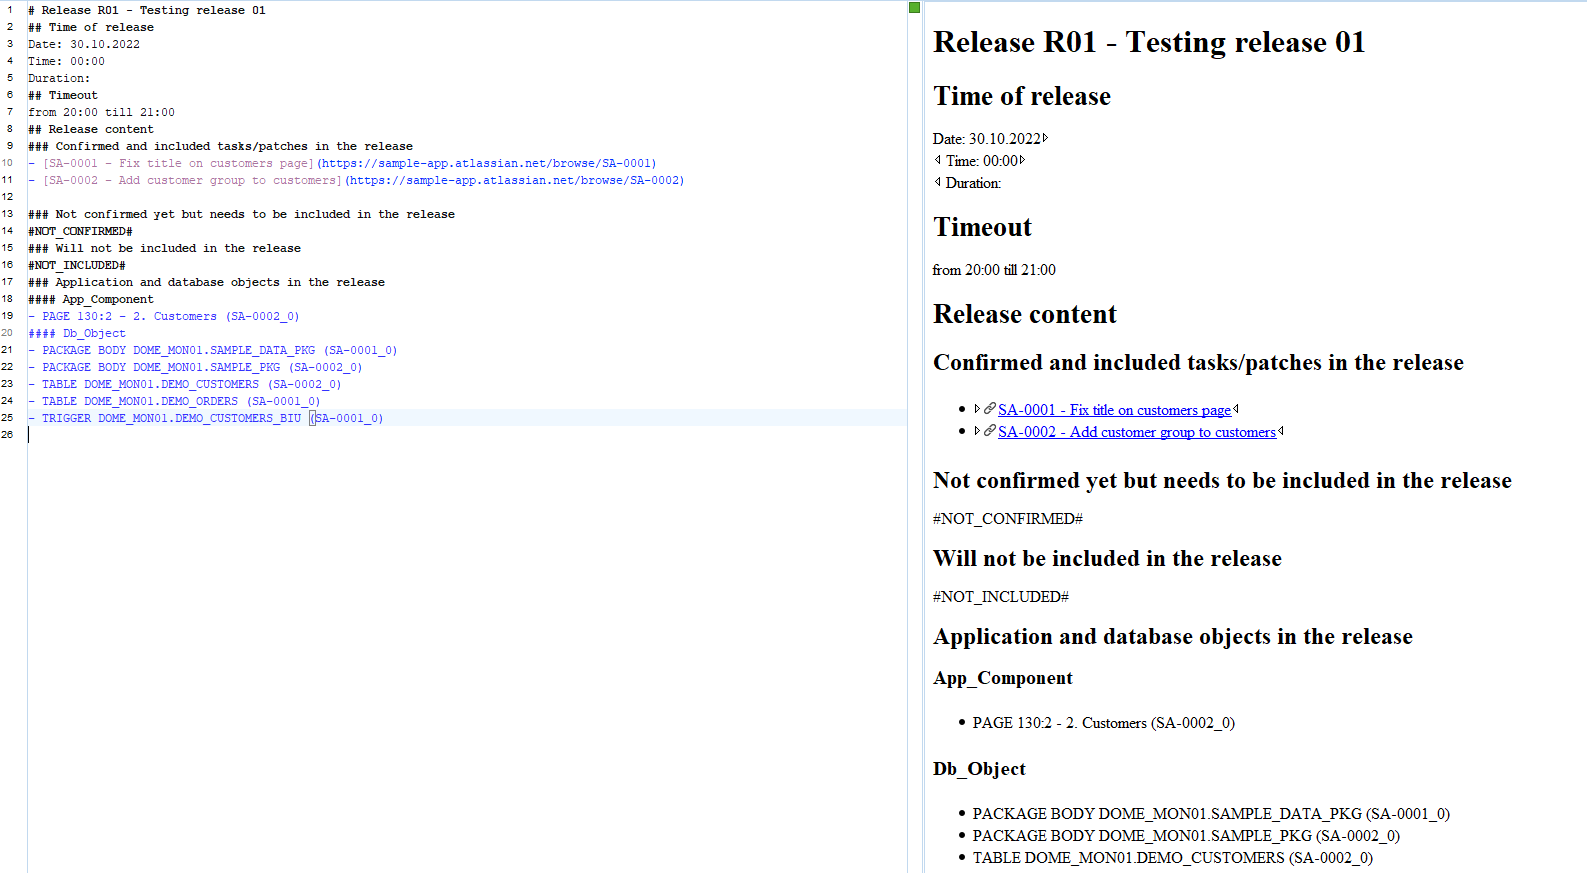 1 # Release R01 - Testing release 01
2 ## Time of release
3 Date: 30.10.2022
4 Time: 00:00
5 Duration:
6 ## Timeout
7 from 20:00 till 21:00
8 ## Release content
9 ### Confirmed and included tasks/patches in the release
10 - [SA-0001 - Fix title on customers page](https://sample-app.atlassian.net/browse/SA-0001)
11 - [SA-0002 - Add customer group to customers](https://sample-app.atlassian.net/browse/SA-0002)
12
13 ### Not confirmed yet but needs to be included in the release
14 #NOT_CONFIRMED#
15 ### Will not be included in the release
16 #NOT_INCLUDED#
17 ### Application and database objects in the release
18 #### App_Component
19 - PAGE 130:2 - 2. Customers (SA-0002_0)
20 #### Db_Object
21 - PACKAGE BODY DOME_MON01.SAMPLE_DATA_PKG (SA-0001_0)
22 - PACKAGE BODY DOME_MON01.SAMPLE_PKG (SA-0002_0)
23 - TABLE DOME_MON01.DEMO_CUSTOMERS (SA-0002_0)
24 - TABLE DOME_MON01.DEMO_ORDERS (SA-0001_0)
25 - TRIGGER DOME_MON01.DEMO_CUSTOMERS_BIU (SA-0001_0)
26
Release R01 - Testing release 01
Time of release
Date: 30.10.2022
Time: 00:00
Duration:
Timeout
from 20:00 till 21:00
Release content
Confirmed and included tasks/patches in the release
• SA-0001 - Fix title on customers page
• SA-0002 - Add customer group to customers
Not confirmed yet but needs to be included in the release
#NOT_CONFIRMED#
Will not be included in the release
#NOT_INCLUDED#
Application and database objects in the release
App_Component
• PAGE 130:2 - 2. Customers (SA-0002_0)
Db_Object
• PACKAGE BODY DOME_MON01.SAMPLE_DATA_PKG (SA-0001_0)
• PACKAGE BODY DOME_MON01.SAMPLE_PKG (SA-0002_0)
• TABLE DOME_MON01.DEMO_CUSTOMERS (SA-0002_0)